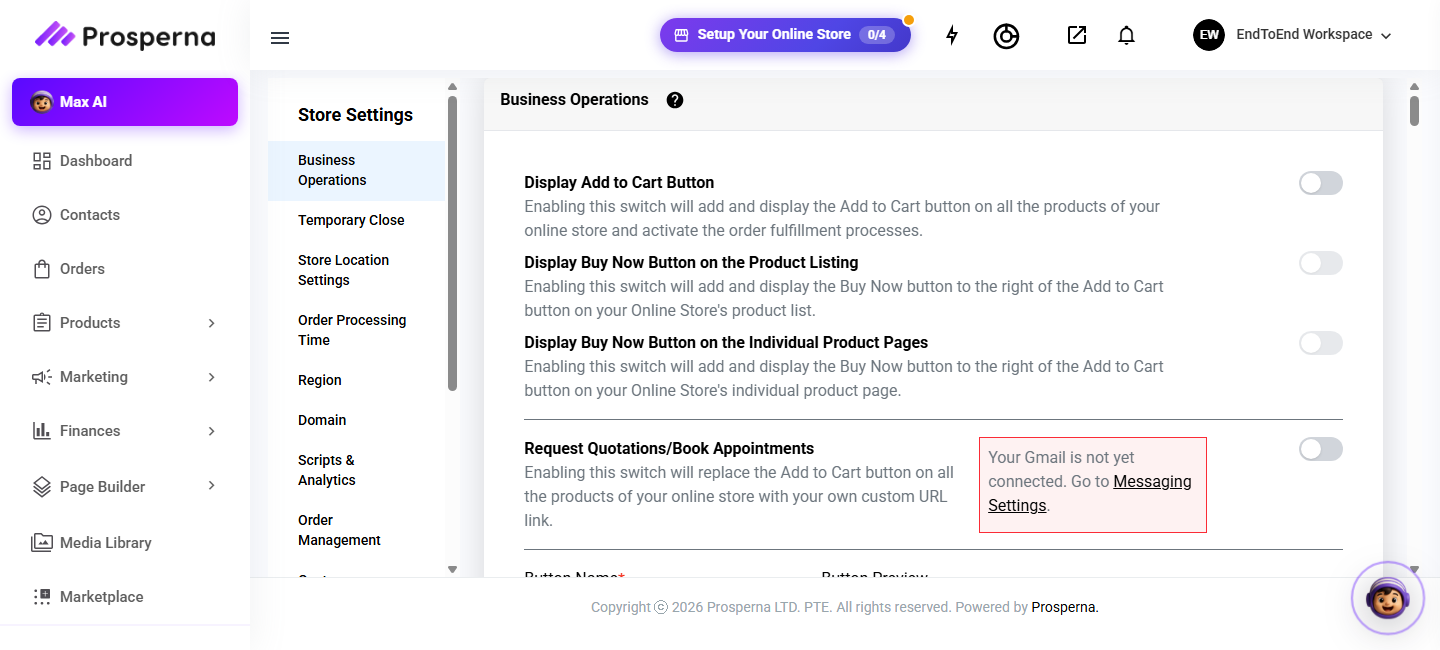 Prosperna
Setup Your Online Store 0/4
EW EndToEnd Workspace
Max AI
Dashboard
Contacts
Orders
Products
Marketing
Finances
Page Builder
Media Library
Marketplace
Store Settings
Business
Operations
Temporary Close
Store Location
Settings
Order Processing
Time
Region
Domain
Scripts &
Analytics
Order
Management
Business Operations
Display Add to Cart Button
Enabling this switch will add and display the Add to Cart button on all the products of your
online store and activate the order fulfillment processes.
Display Buy Now Button on the Product Listing
Enabling this switch will add and display the Buy Now button to the right of the Add to Cart
button on your Online Store's product list.
Display Buy Now Button on the Individual Product Pages
Enabling this switch will add and display the Buy Now button to the right of the Add to Cart
button on your Online Store's individual product page.
Request Quotations/Book Appointments
Enabling this switch will replace the Add to Cart button on all
the products of your online store with your own custom URL
link.
Your Gmail is not yet
connected. Go to Messaging
Settings.
Button Name*
Button Preview
Copyright © 2026 Prosperna LTD. PTE. All rights reserved. Powered by Prosperna.